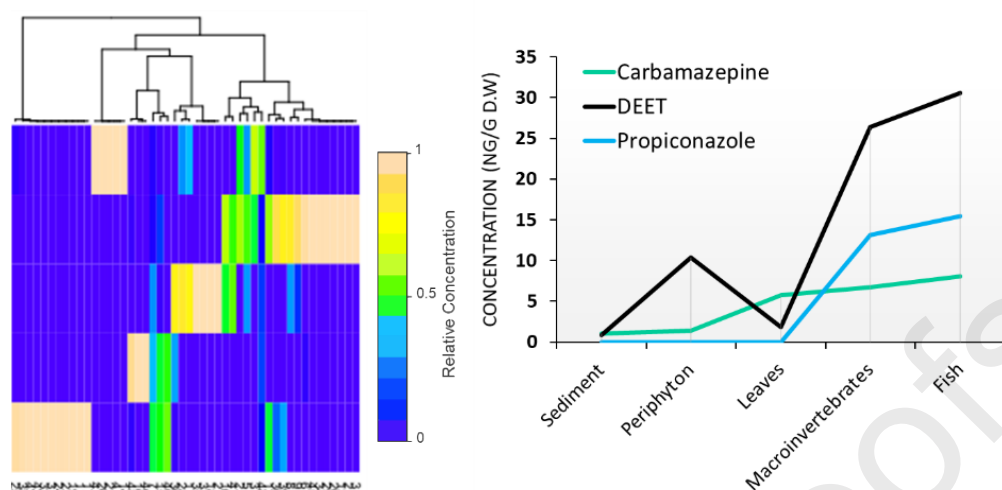 1
0.5
0
Relative Concentration
35
30
25
20
15
10
5
0
CONCENTRATION (NG/G D.W)
Carbamazepine
DEET
Propiconazole
Sediment
Periphyton
Leaves
Macroinvertebrates
Fish